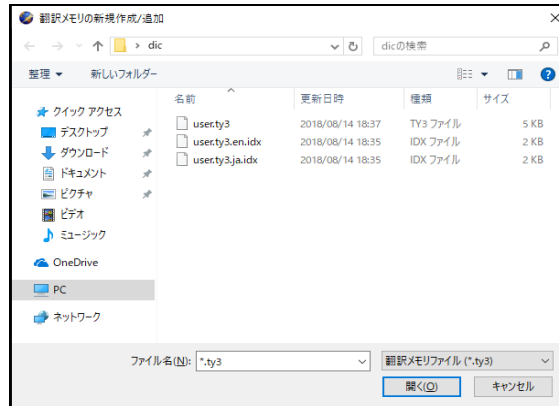 翻訳メモリの新規作成/追加
dic
dicの検索
整理 新しいフォルダー
名前 更新日時 種類 サイズ
クイック アクセス
デスクトップ
ダウンロード
ドキュメント
ピクチャ
ビデオ
ミュージック
OneDrive
PC
ネットワーク
user.ty3 2018/08/14 18:37 TY3 ファイル 5 KB
user.ty3.en.idx 2018/08/14 18:35 IDX ファイル 2 KB
user.ty3.ja.idx 2018/08/14 18:35 IDX ファイル 2 KB
ファイル名(N): *.ty3 翻訳メモリファイル (*.ty3)
開く(O) キャンセル